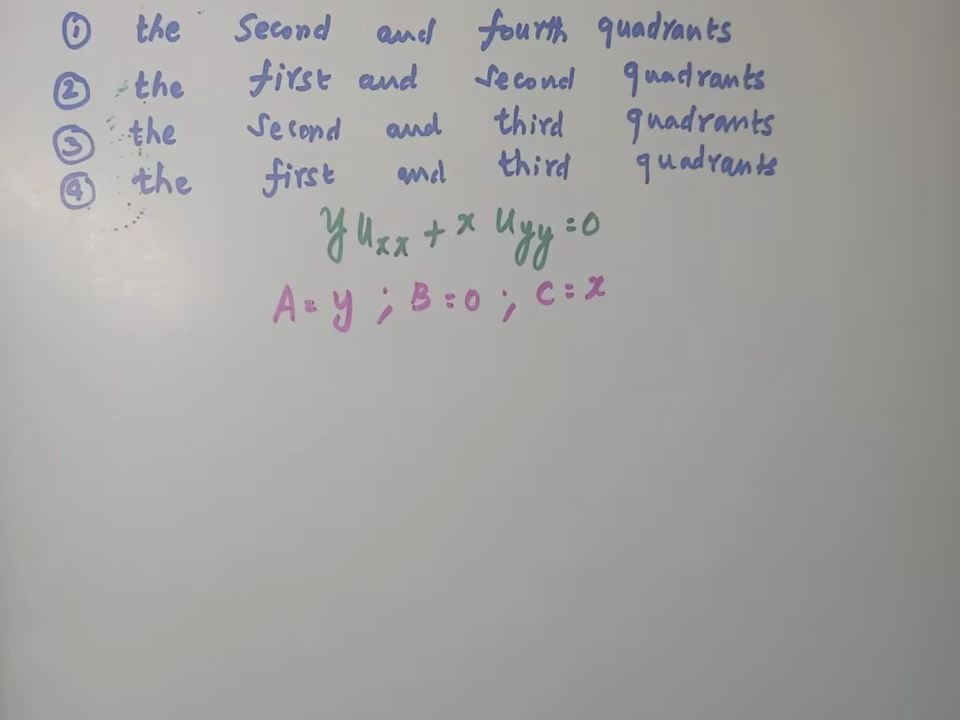 ① the Second and fourth quadrants
② the first and second quadrants
③ the second and third quadrants
④ the first and third quadrants
y u_xx + x u_yy = 0
A = y ; B = 0 ; C = x